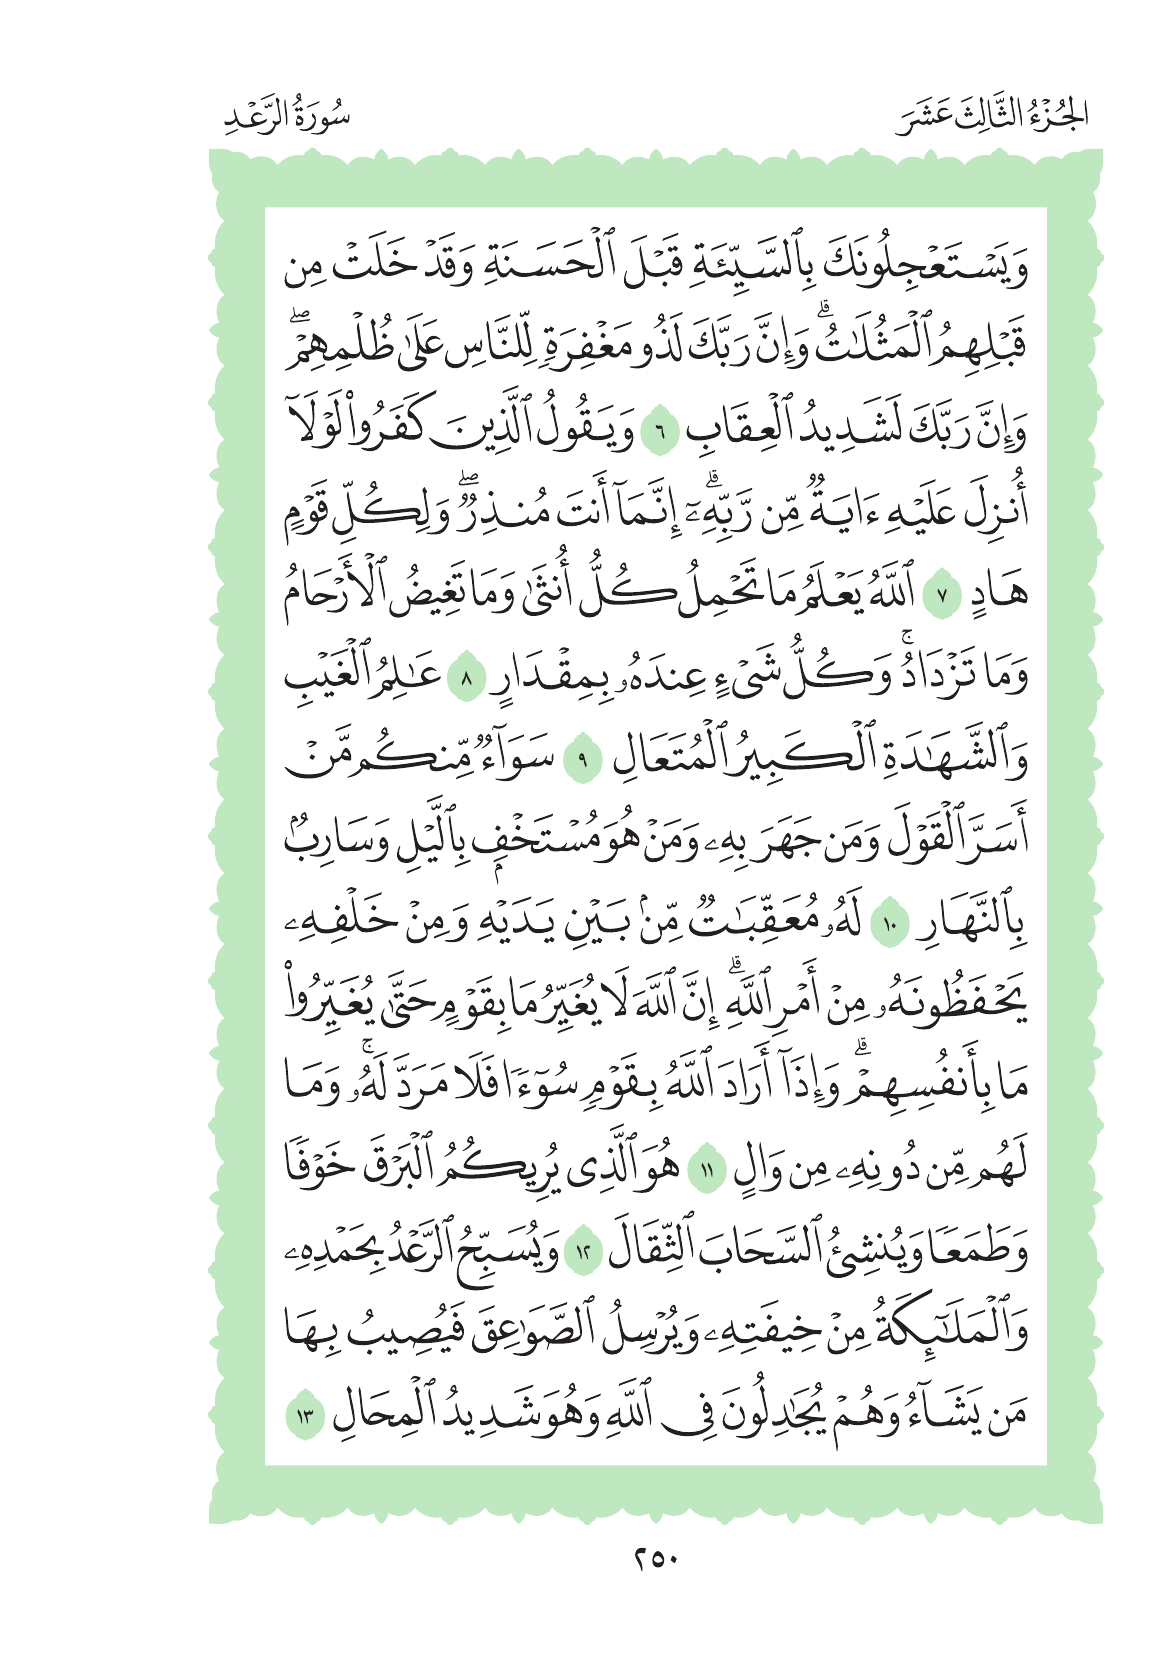 الجُزْءُ الثَّالِثَ عَشَرَ
سُورَةُ الرَّعْدِ
وَيَسْتَعْجِلُونَكَ بِٱلسَّيِّئَةِ قَبْلَ ٱلْحَسَنَةِ وَقَدْ خَلَتْ مِن
قَبْلِهِمُ ٱلْمَثُلَٰتُۗ وَإِنَّ رَبَّكَ لَذُو مَغْفِرَةٖ لِّلنَّاسِ عَلَىٰ ظُلْمِهِمْۖ
وَإِنَّ رَبَّكَ لَشَدِيدُ ٱلْعِقَابِ ٦ وَيَقُولُ ٱلَّذِينَ كَفَرُواْ لَوْلَآ
أُنزِلَ عَلَيْهِ ءَايَةٞ مِّن رَّبِّهِۦٓۗ إِنَّمَآ أَنتَ مُنذِرٞۖ وَلِكُلِّ قَوْمٍ
هَادٍ ٧ ٱللَّهُ يَعْلَمُ مَا تَحْمِلُ كُلُّ أُنثَىٰ وَمَا تَغِيضُ ٱلْأَرْحَامُ
وَمَا تَزْدَادُۚ وَكُلُّ شَىْءٍ عِندَهُۥ بِمِقْدَارٍ ٨ عَٰلِمُ ٱلْغَيْبِ
وَٱلشَّهَٰدَةِ ٱلْكَبِيرُ ٱلْمُتَعَالِ ٩ سَوَآءٞ مِّنكُم مَّنْ
أَسَرَّ ٱلْقَوْلَ وَمَن جَهَرَ بِهِۦ وَمَنْ هُوَ مُسْتَخْفِۭ بِٱلَّيْلِ وَسَارِبُۢ
بِٱلنَّهَارِ ١٠ لَهُۥ مُعَقِّبَٰتٞ مِّنۢ بَيْنِ يَدَيْهِ وَمِنْ خَلْفِهِۦ
يَحْفَظُونَهُۥ مِنْ أَمْرِ ٱللَّهِۗ إِنَّ ٱللَّهَ لَا يُغَيِّرُ مَا بِقَوْمٍ حَتَّىٰ يُغَيِّرُواْ
مَا بِأَنفُسِهِمْۗ وَإِذَآ أَرَادَ ٱللَّهُ بِقَوْمٖ سُوٓءٗا فَلَا مَرَدَّ لَهُۥۚ وَمَا
لَهُم مِّن دُونِهِۦ مِن وَالٍ ١١ هُوَ ٱلَّذِى يُرِيكُمُ ٱلْبَرْقَ خَوْفٗا
وَطَمَعٗا وَيُنشِئُ ٱلسَّحَابَ ٱلثِّقَالَ ١٢ وَيُسَبِّحُ ٱلرَّعْدُ بِحَمْدِهِۦ
وَٱلْمَلَٰٓئِكَةُ مِنْ خِيفَتِهِۦ وَيُرْسِلُ ٱلصَّوَٰعِقَ فَيُصِيبُ بِهَا
مَن يَشَآءُ وَهُمْ يُجَٰدِلُونَ فِى ٱللَّهِ وَهُوَ شَدِيدُ ٱلْمِحَالِ ١٣
٢٥٠